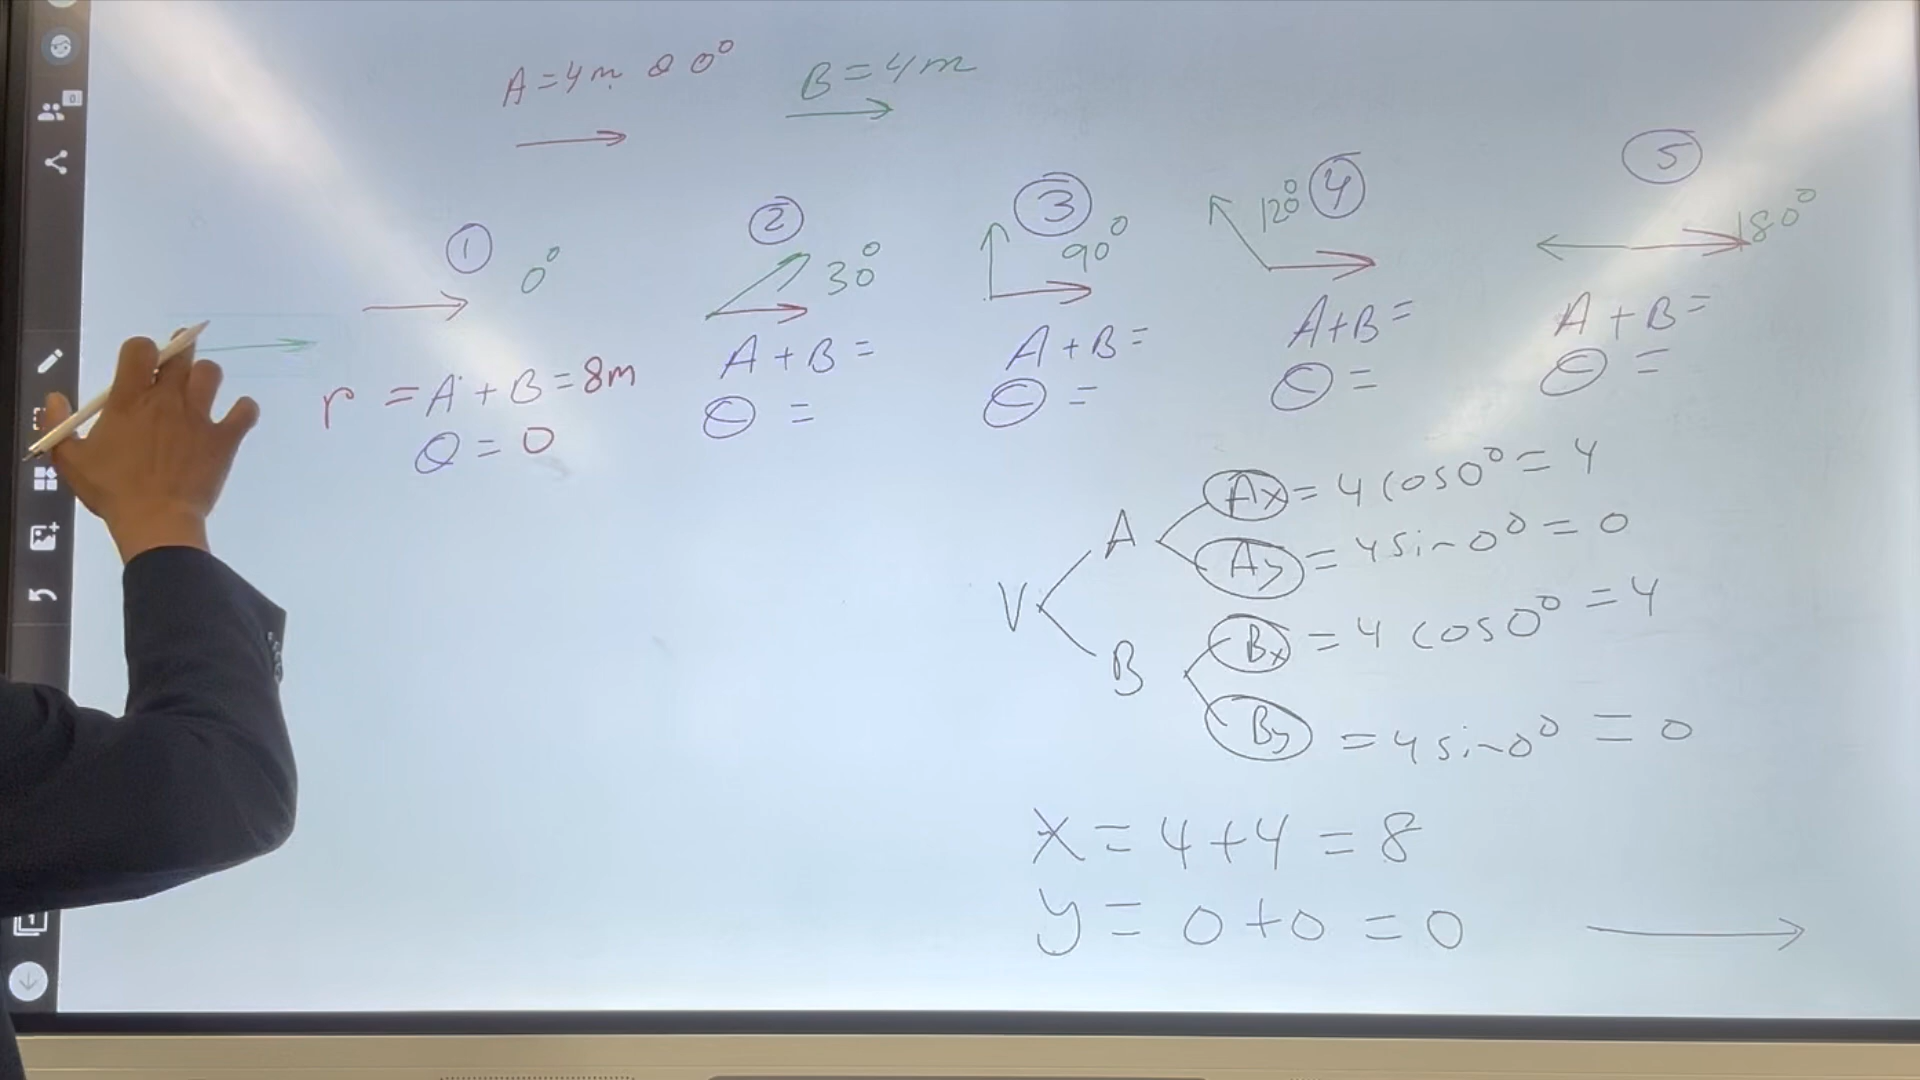 A = 4m @ 0° B = 4m
① 0°
r = A + B = 8m
θ = 0
② 30°
A + B =
θ =
③ 90°
A + B =
θ =
120° ④
A+B =
θ =
⑤
180°
A + B =
θ =
V
A
Ax = 4 cos 0° = 4
Ay = 4 sin 0° = 0
B
Bx = 4 cos 0° = 4
By = 4 sin 0° = 0
x = 4 + 4 = 8
y = 0 + 0 = 0